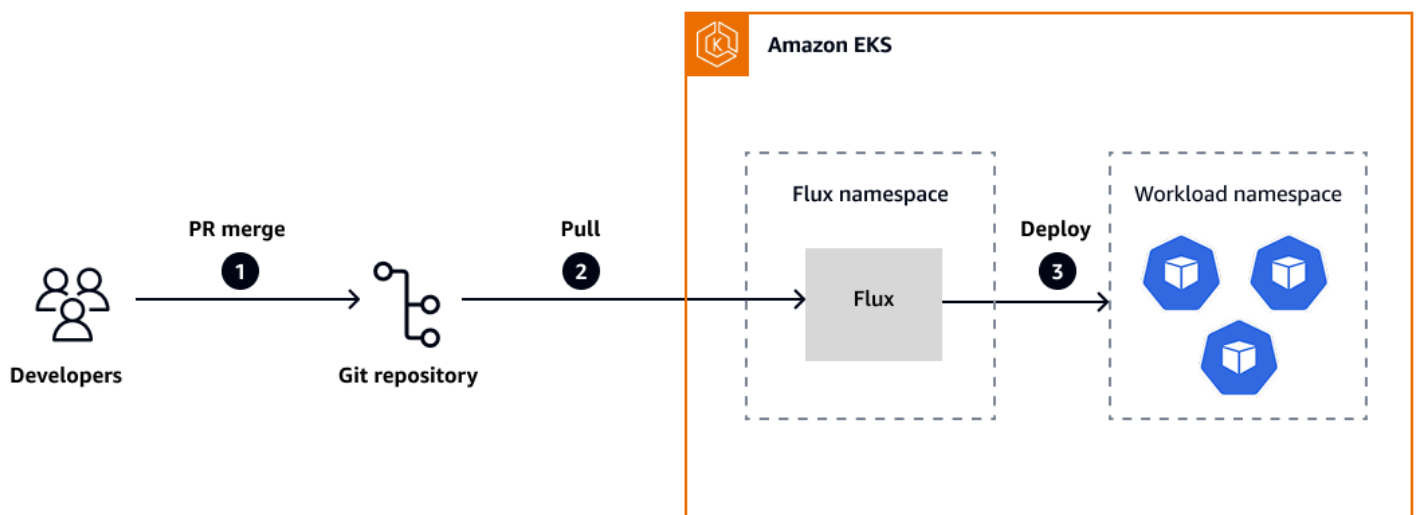 Amazon EKS
Flux namespace
Workload namespace
PR merge
1
Pull
2
Deploy
3
Flux
Developers
Git repository
K